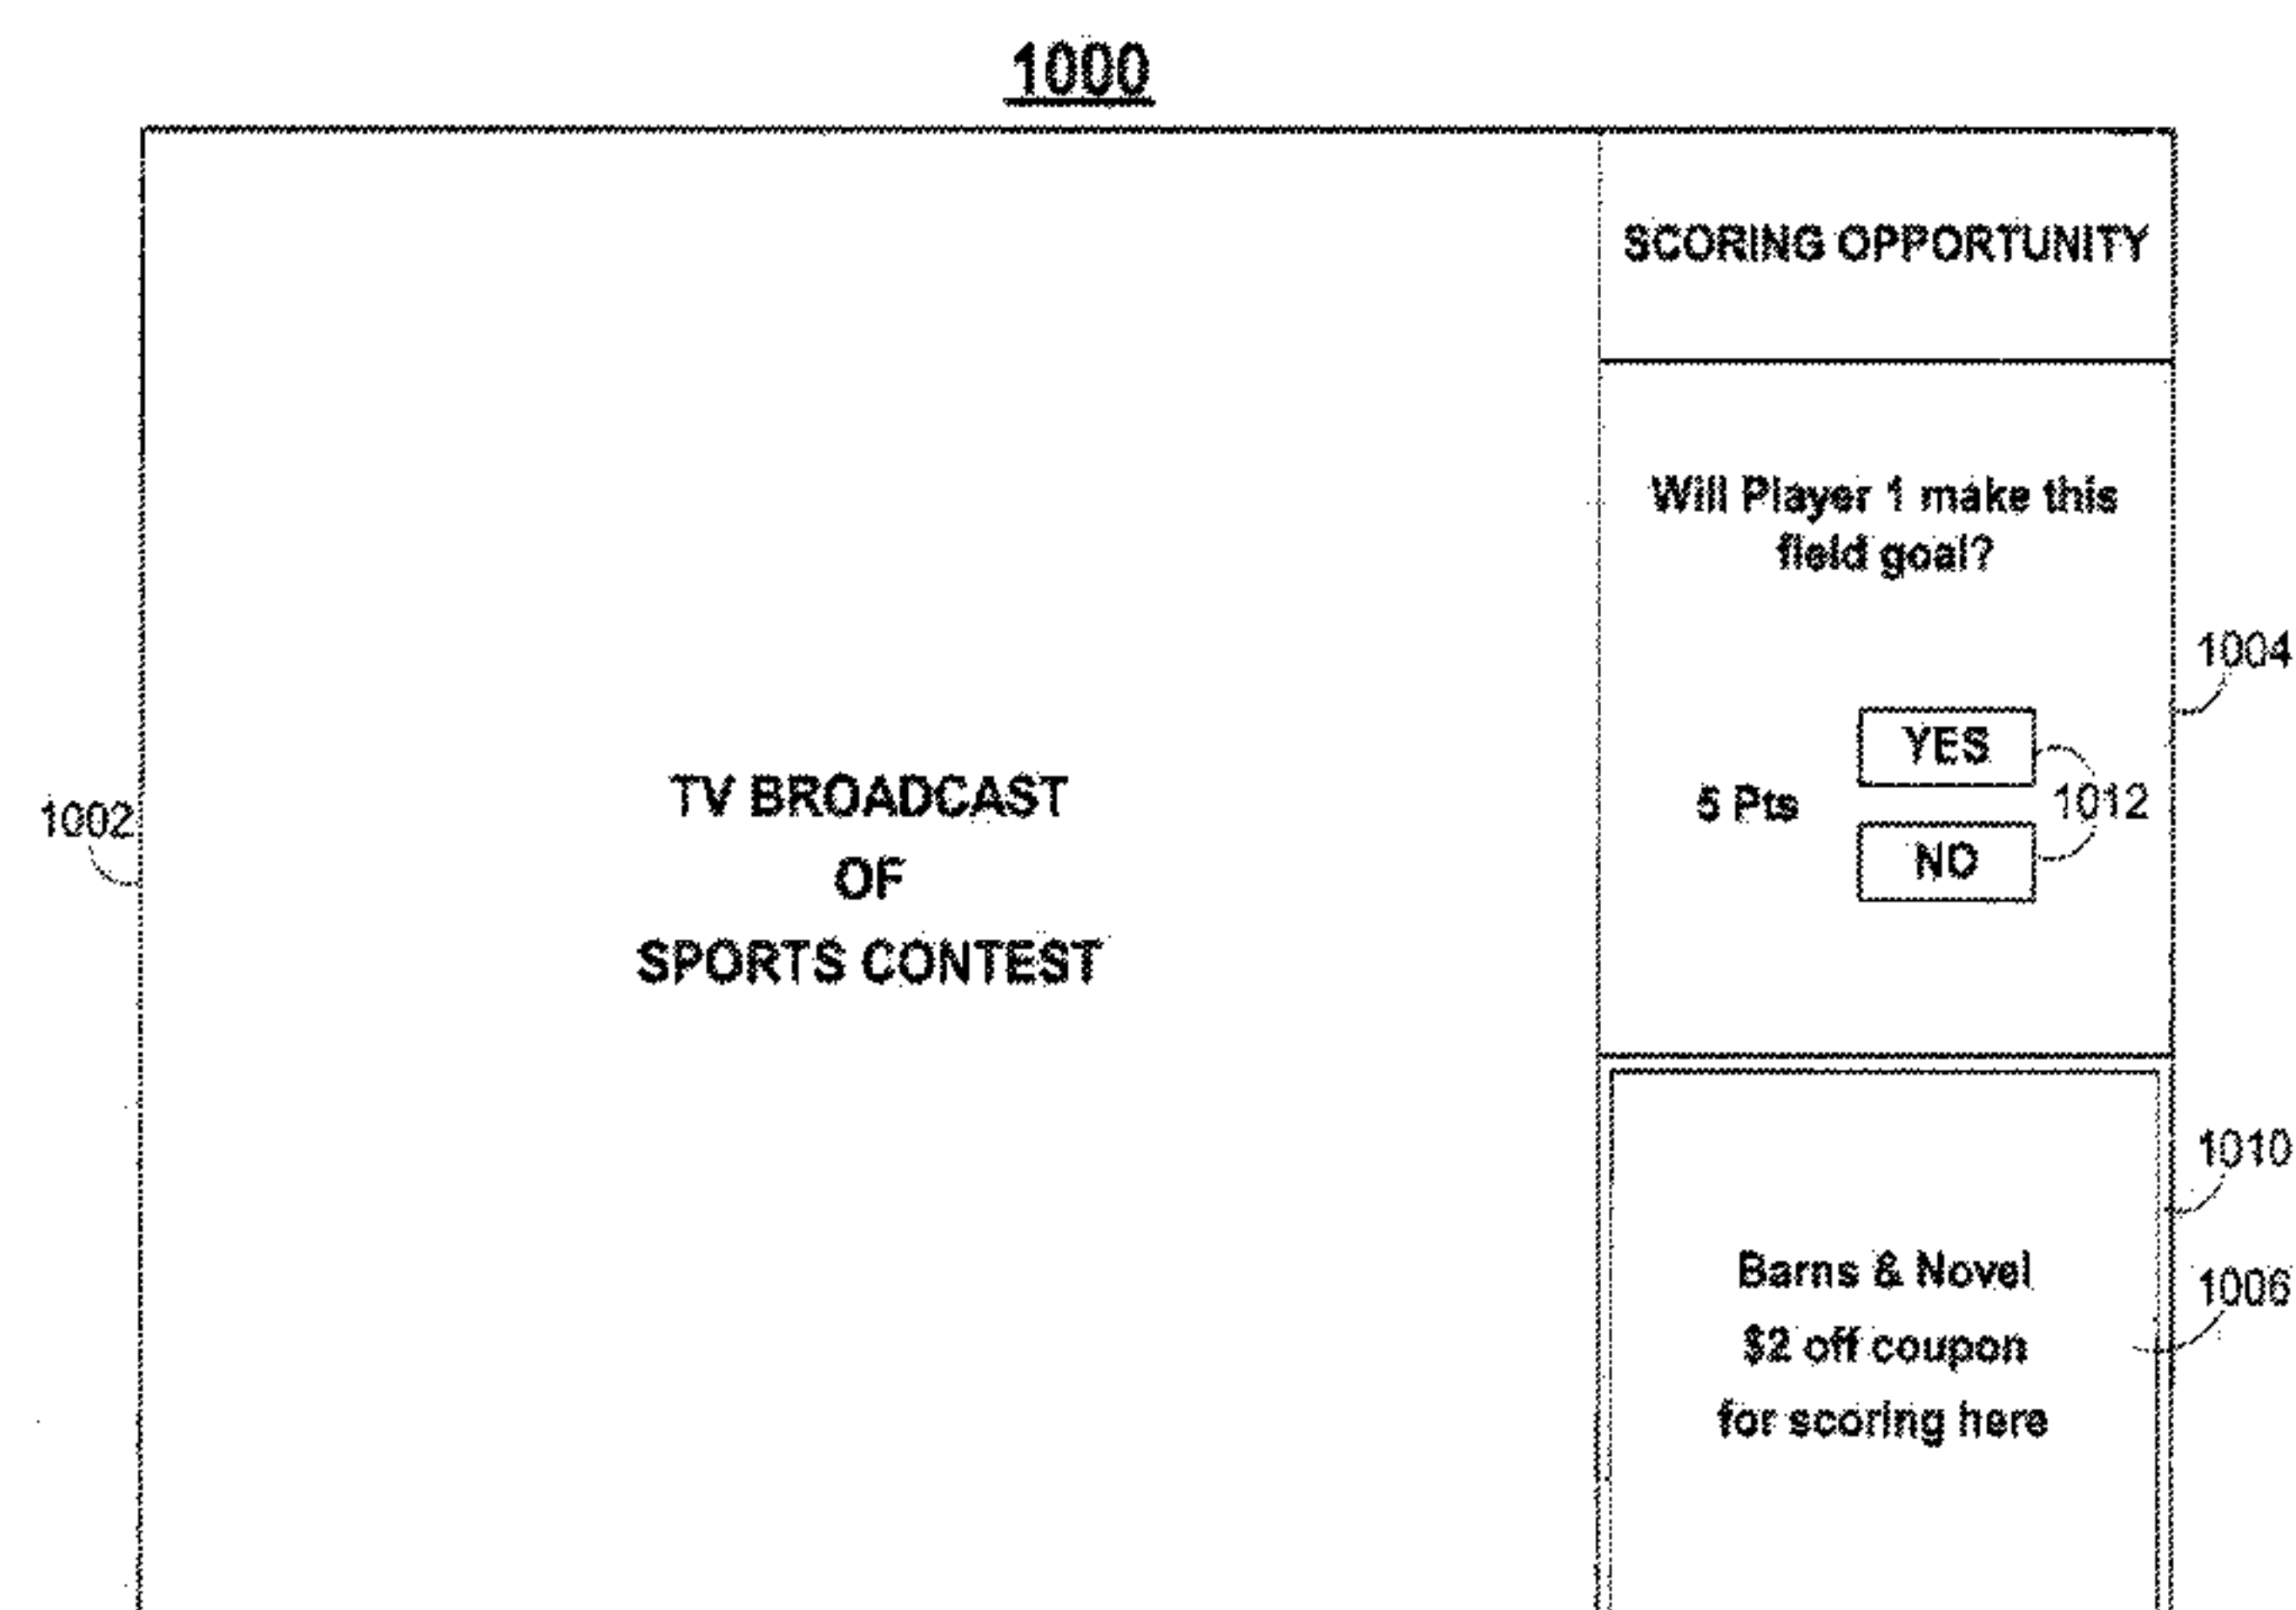 1000
SCORING OPPORTUNITY
Will Player 1 make this
field goal?
1004
YES
5 Pts
1012
NO
1002
TV BROADCAST
OF
SPORTS CONTEST
1010
1006
Barns & Novel
$2 off coupon
for scoring here